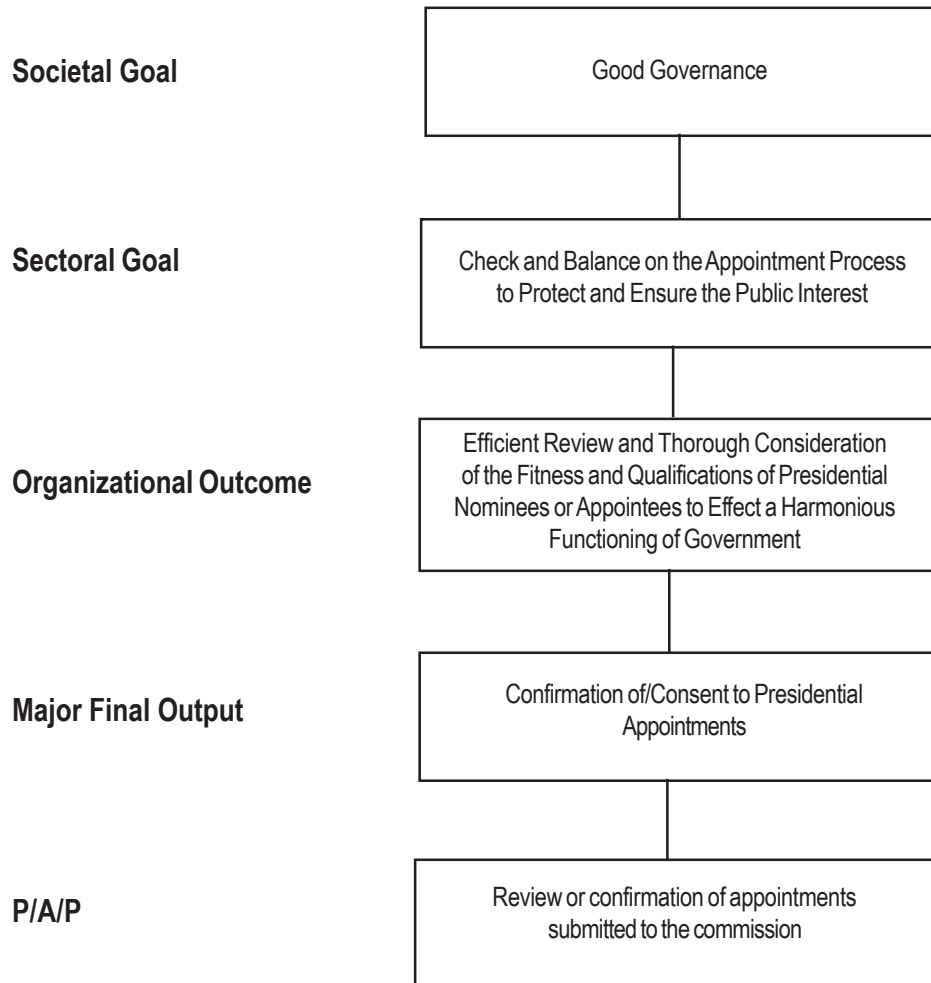 Societal Goal
Good Governance
Sectoral Goal
Check and Balance on the Appointment Process
to Protect and Ensure the Public Interest
Organizational Outcome
Efficient Review and Thorough Consideration
of the Fitness and Qualifications of Presidential
Nominees or Appointees to Effect a Harmonious
Functioning of Government
Major Final Output
Confirmation of/Consent to Presidential
Appointments
P/A/P
Review or confirmation of appointments
submitted to the commission